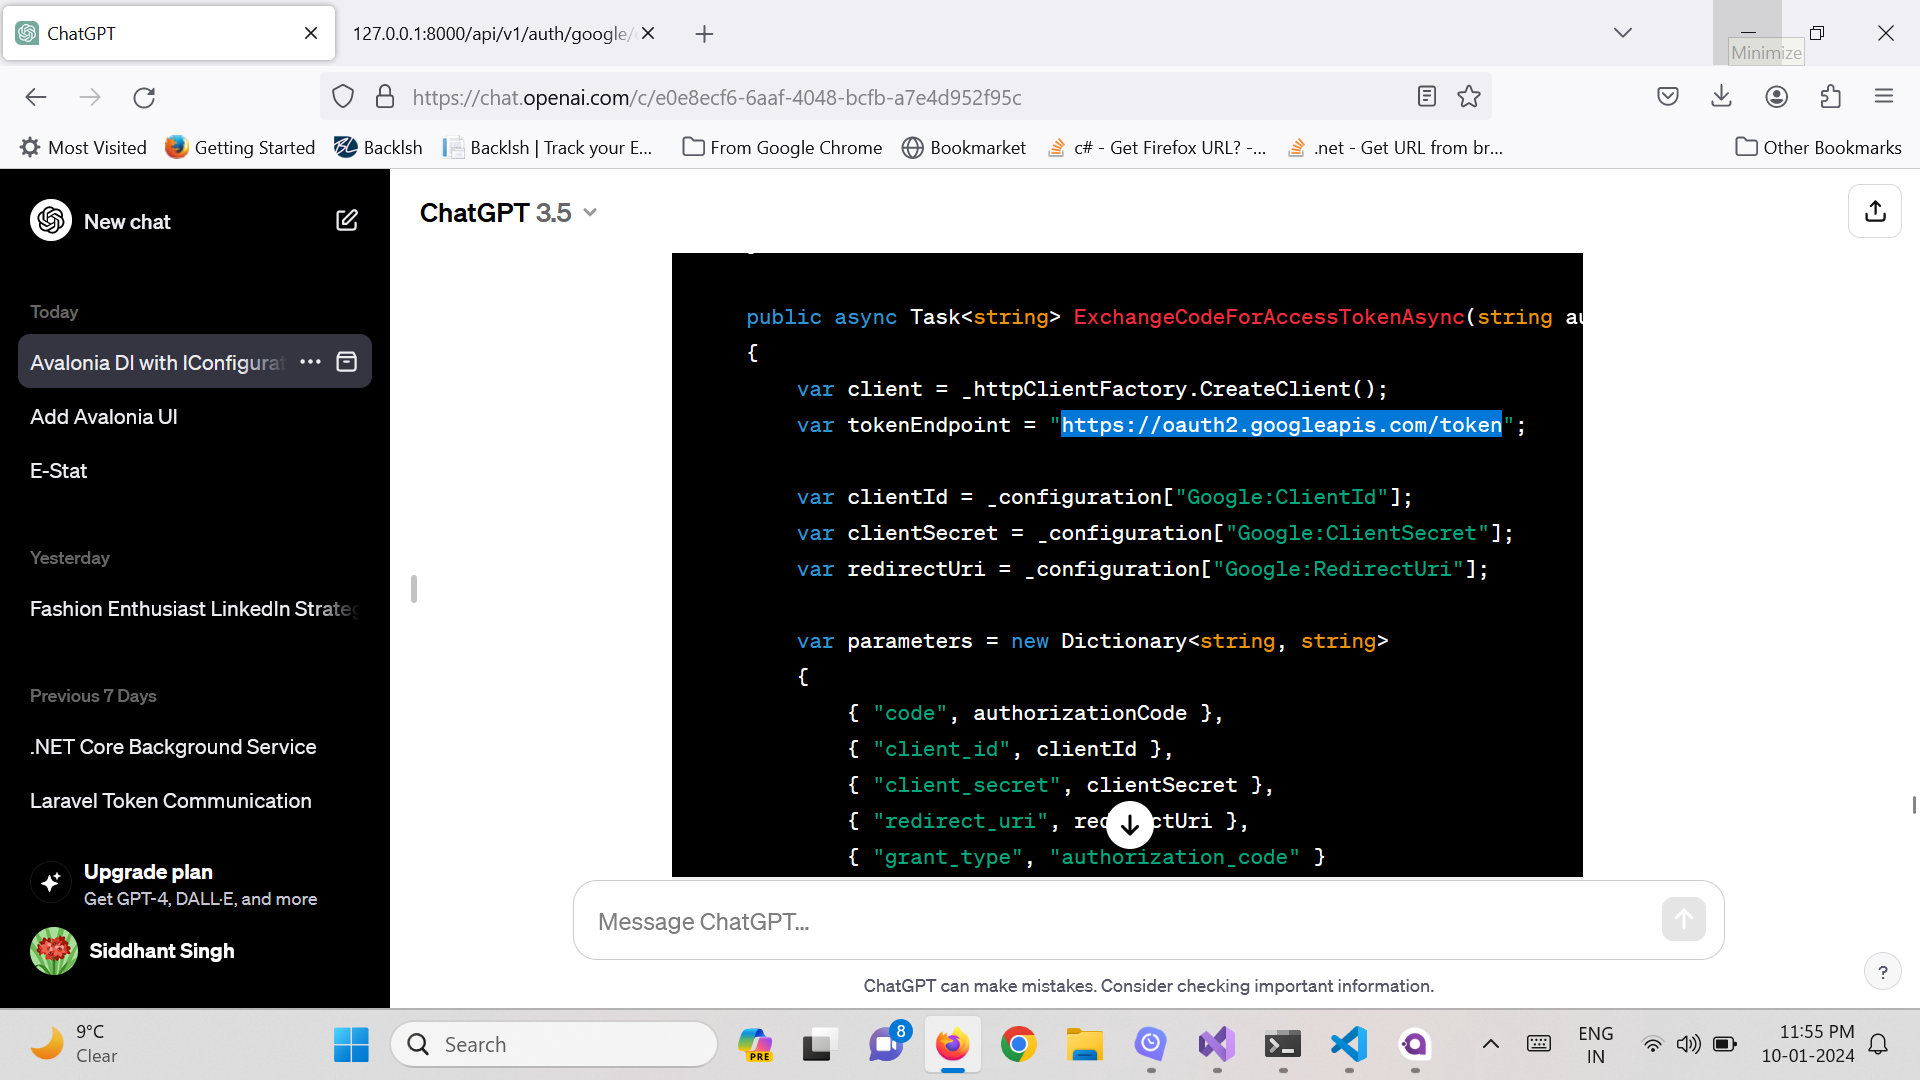 ChatGPT
127.0.0.1:8000/api/v1/auth/google/
Minimize
https://chat.openai.com/c/e0e8ecf6-6aaf-4048-bcfb-a7e4d952f95c
Most Visited
Getting Started
Backlsh
Backlsh | Track your E...
From Google Chrome
Bookmarket
c# - Get Firefox URL? -...
.net - Get URL from br...
Other Bookmarks
New chat
Today
Avalonia DI with IConfigurat
Add Avalonia UI
E-Stat
Yesterday
Fashion Enthusiast LinkedIn Strateg
Previous 7 Days
.NET Core Background Service
Laravel Token Communication
Upgrade plan
Get GPT-4, DALL·E, and more
Siddhant Singh
ChatGPT 3.5
public async Task<string> ExchangeCodeForAccessTokenAsync(string au
{
var client = _httpClientFactory.CreateClient();
var tokenEndpoint = "https://oauth2.googleapis.com/token";
var clientId = _configuration["Google:ClientId"];
var clientSecret = _configuration["Google:ClientSecret"];
var redirectUri = _configuration["Google:RedirectUri"];
var parameters = new Dictionary<string, string>
{
{ "code", authorizationCode },
{ "client_id", clientId },
{ "client_secret", clientSecret },
{ "redirect_uri", redirectUri },
{ "grant_type", "authorization_code" }
Message ChatGPT...
ChatGPT can make mistakes. Consider checking important information.
?
9°C
Clear
Search
PRE
8
ENG
IN
11:55 PM
10-01-2024